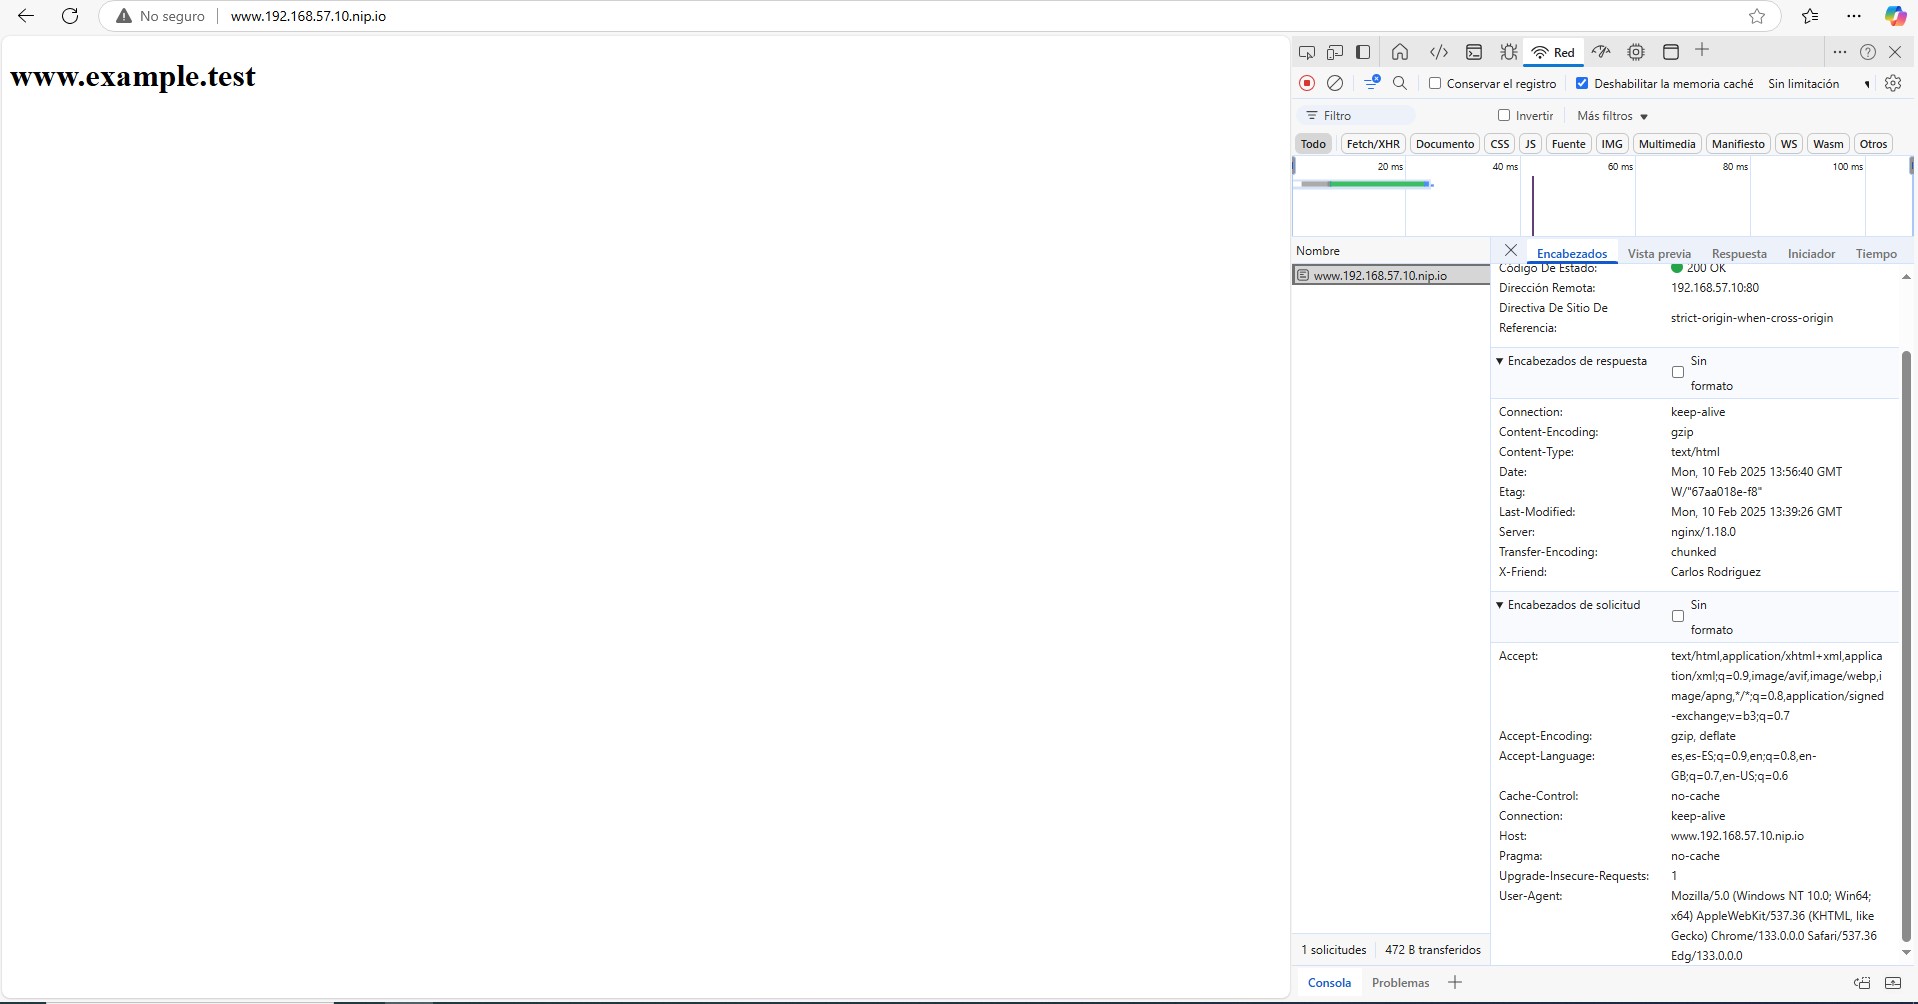 No seguro
www.192.168.57.10.nip.io
www.example.test
Red
Conservar el registro
Deshabilitar la memoria caché
Sin limitación
Filtro
Invertir
Más filtros
Todo
Fetch/XHR
Documento
CSS
JS
Fuente
IMG
Multimedia
Manifiesto
WS
Wasm
Otros
20 ms
40 ms
60 ms
80 ms
100 ms
Nombre
www.192.168.57.10.nip.io
Encabezados
Vista previa
Respuesta
Iniciador
Tiempo
Código De Estado:
200 OK
Dirección Remota:
192.168.57.10:80
Directiva De Sitio De
Referencia:
strict-origin-when-cross-origin
Encabezados de respuesta
Sin
formato
Connection:
keep-alive
Content-Encoding:
gzip
Content-Type:
text/html
Date:
Mon, 10 Feb 2025 13:56:40 GMT
Etag:
W/"67aa018e-f8"
Last-Modified:
Mon, 10 Feb 2025 13:39:26 GMT
Server:
nginx/1.18.0
Transfer-Encoding:
chunked
X-Friend:
Carlos Rodriguez
Encabezados de solicitud
Sin
formato
Accept:
text/html,application/xhtml+xml,applica
tion/xml;q=0.9,image/avif,image/webp,i
mage/apng,*/*;q=0.8,application/signed
-exchange;v=b3;q=0.7
Accept-Encoding:
gzip, deflate
Accept-Language:
es,es-ES;q=0.9,en;q=0.8,en-
GB;q=0.7,en-US;q=0.6
Cache-Control:
no-cache
Connection:
keep-alive
Host:
www.192.168.57.10.nip.io
Pragma:
no-cache
Upgrade-Insecure-Requests:
1
User-Agent:
Mozilla/5.0 (Windows NT 10.0; Win64;
x64) AppleWebKit/537.36 (KHTML, like
Gecko) Chrome/133.0.0.0 Safari/537.36
Edg/133.0.0.0
1 solicitudes
472 B transferidos
Consola
Problemas